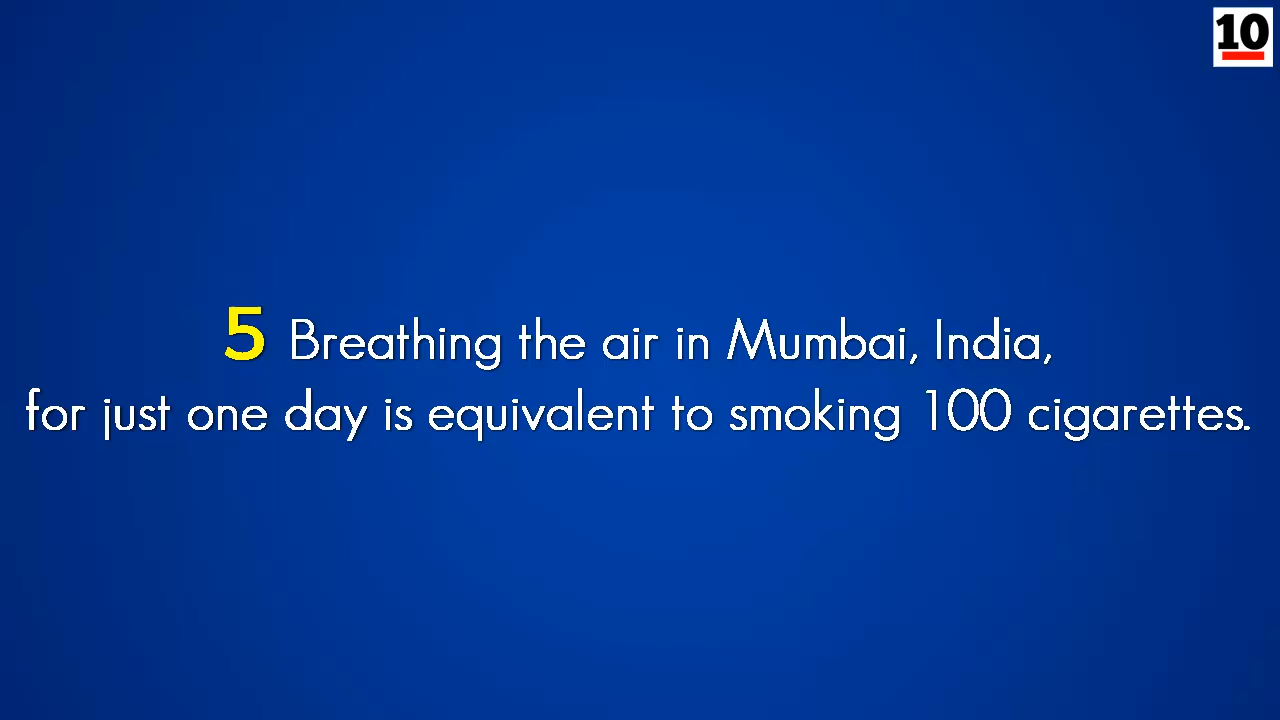 10
5 Breathing the air in Mumbai, India,
for just one day is equivalent to smoking 100 cigarettes.